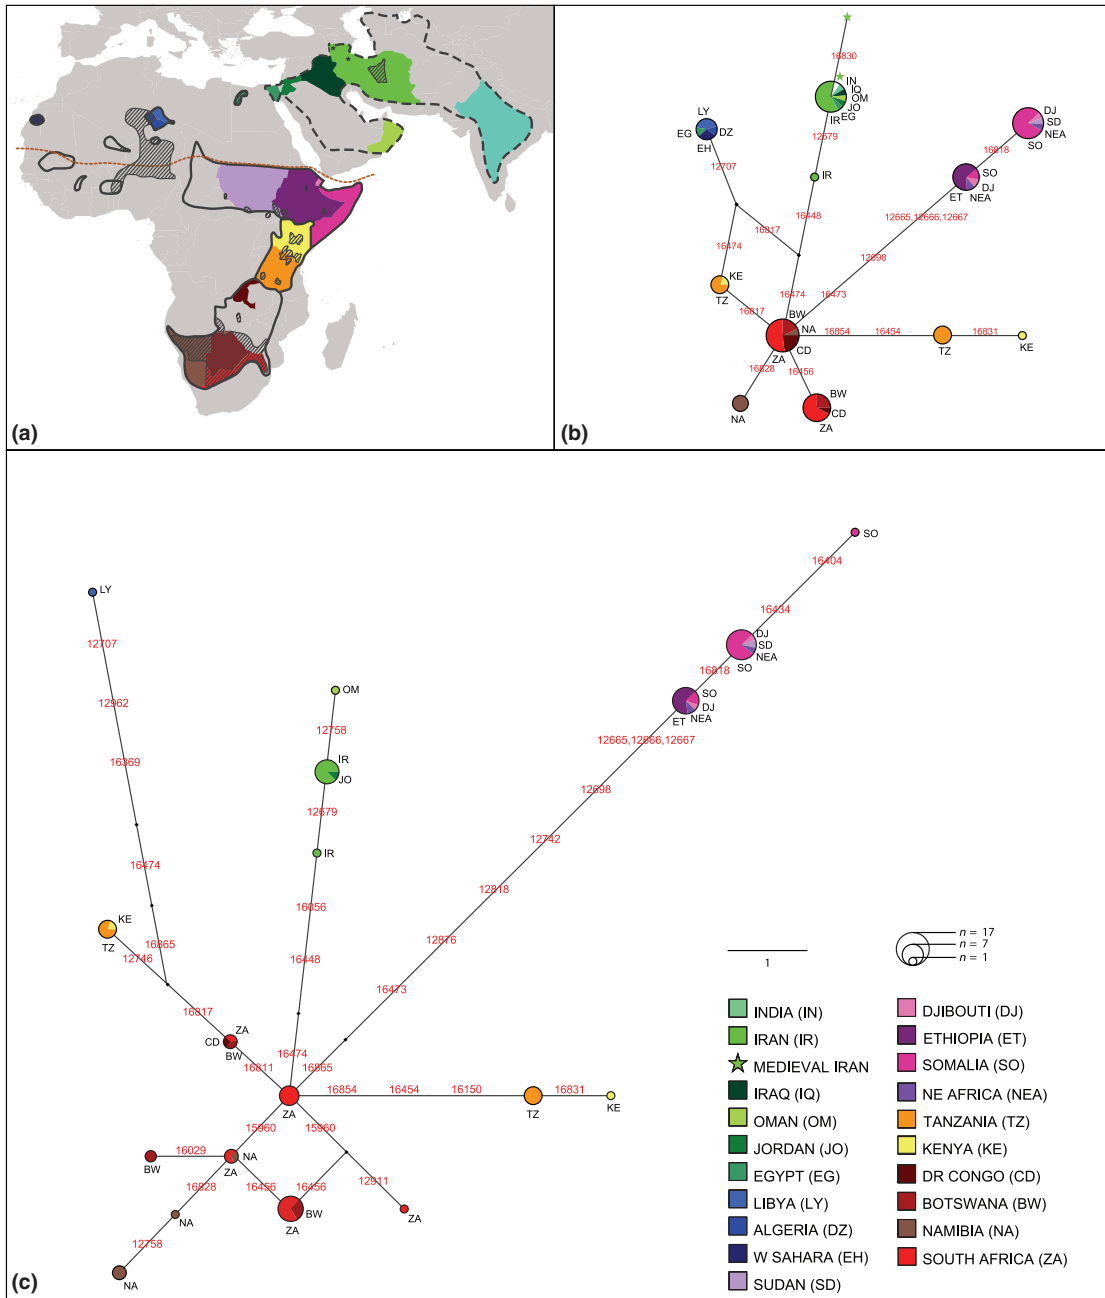 (a)
16830
IN
IQ
OM
JO
EG
IR
LY
EG
DZ
EH
12679
DJ
SD
NEA
SO
16818
12707
IR
SO
DJ
ET
NEA
16448
12665,12666,12667
16817
16474
12698
KE
TZ
16474
16473
16817
BW
NA
16854
16454
16831
ZA
CD
TZ
KE
16828
16456
NA
BW
CD
ZA
(b)
SO
16404
LY
16434
12707
DJ
SD
NEA
SO
16818
OM
SO
DJ
ET
NEA
12962
12758
12665,12666,12667
IR
JO
16369
12698
12679
12742
IR
16474
12818
16056
KE
TZ
12876
16865
12746
16448
16473
16817
ZA
CD
BW
16474
16865
16811
16854
16454
16150
16831
ZA
TZ
KE
15960
15960
16029
BW
NA
ZA
16828
16456
16456
12911
NA
BW
ZA
ZA
12758
NA
(c)
1
n = 17
n = 7
n = 1
INDIA (IN)
IRAN (IR)
MEDIEVAL IRAN
IRAQ (IQ)
OMAN (OM)
JORDAN (JO)
EGYPT (EG)
LIBYA (LY)
ALGERIA (DZ)
W SAHARA (EH)
SUDAN (SD)
DJIBOUTI (DJ)
ETHIOPIA (ET)
SOMALIA (SO)
NE AFRICA (NEA)
TANZANIA (TZ)
KENYA (KE)
DR CONGO (CD)
BOTSWANA (BW)
NAMIBIA (NA)
SOUTH AFRICA (ZA)